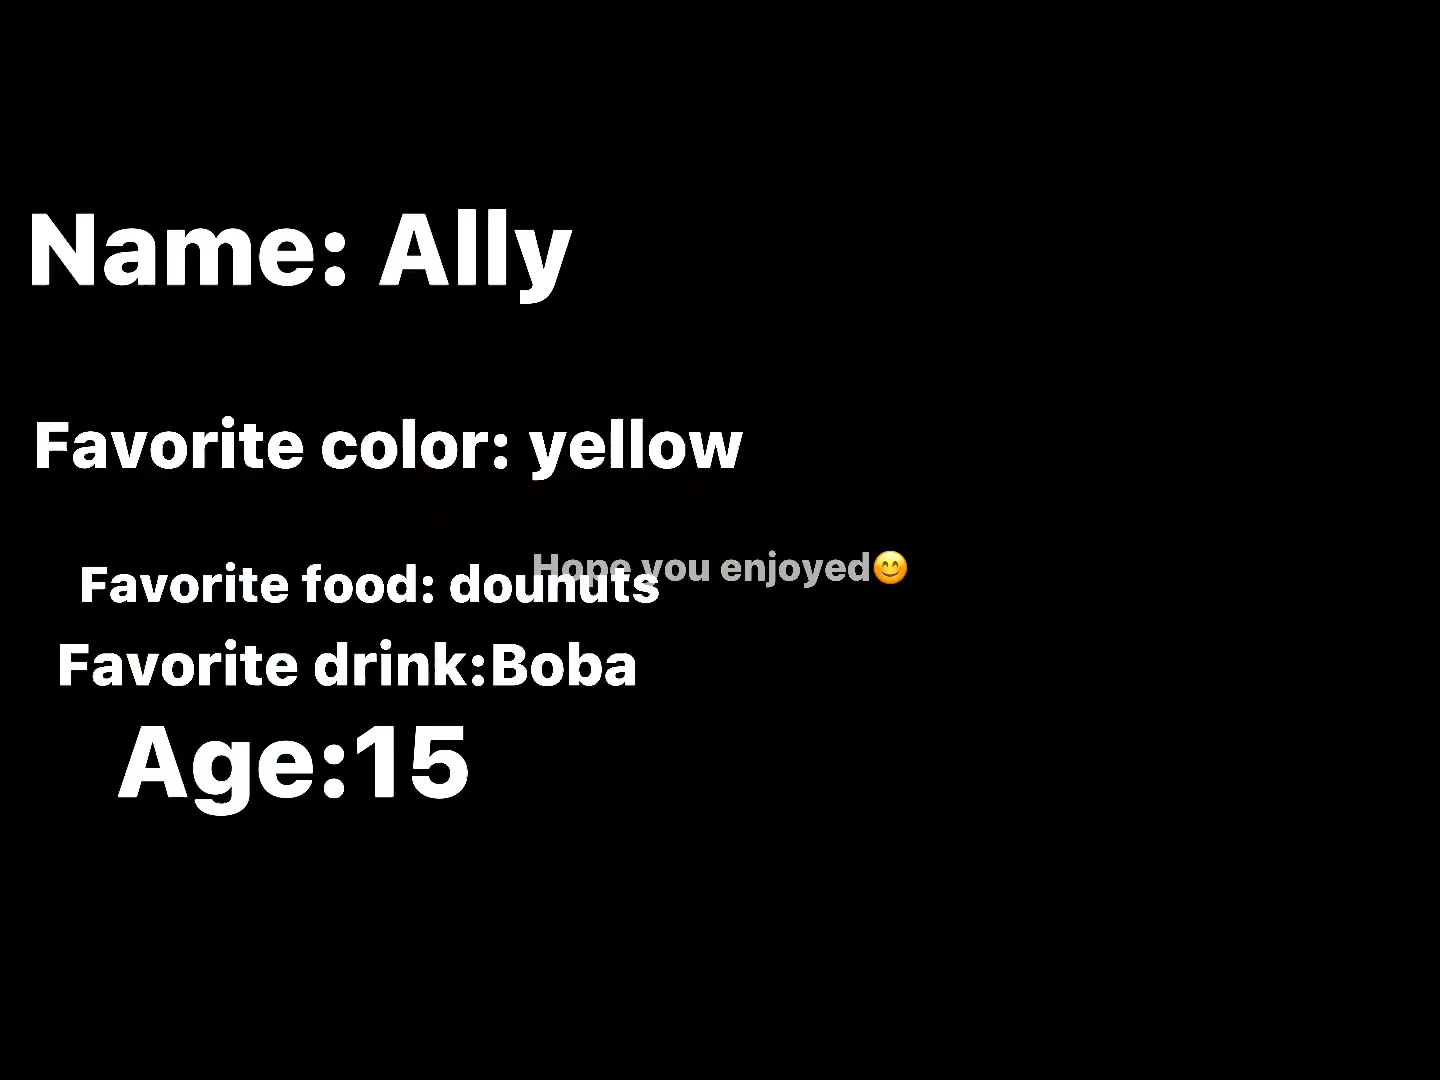 Name: Ally
Favorite color: yellow
Hope you enjoyed😊
Favorite food: dounuts
Favorite drink:Boba
Age:15